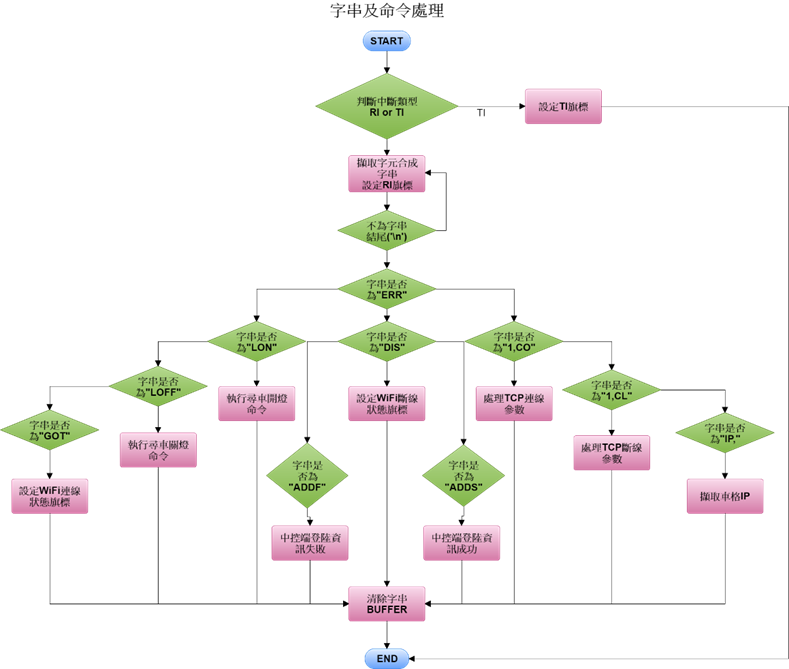 字串及命令處理
START
判斷中斷類型
RI or TI
TI
設定TI旗標
擷取字元合成
字串
設定RI旗標
不為字串
結尾('\n')
字串是否
為"ERR"
字串是否
為"LON"
字串是否
為"DIS"
字串是否
為"1,CO"
字串是否
為"LOFF"
執行尋車開燈
命令
設定WiFi斷線
狀態旗標
處理TCP連線
參數
字串是否
為"1,CL"
字串是否
為"GOT"
執行尋車關燈
命令
字串是
否為
"ADDF"
字串是
否為
"ADDS"
處理TCP斷線
參數
字串是否
為"IP,"
設定WiFi連線
狀態旗標
擷取車格IP
中控端登陸資
訊失敗
中控端登陸資
訊成功
清除字串
BUFFER
END